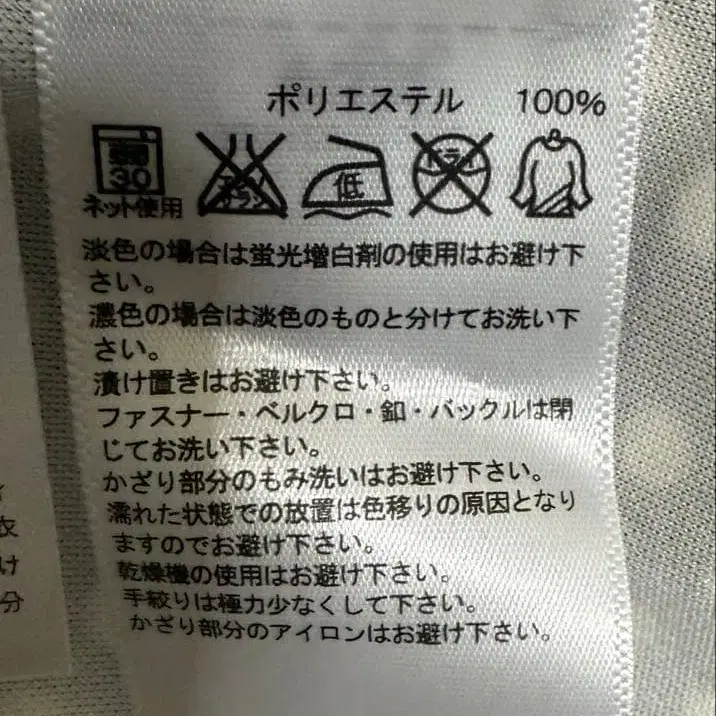 ポリエステル 100%
弱
30
ネット使用
エンソ
サラシ
低
ドライ
淡色の場合は蛍光増白剤の使用はお避け下
さい。
濃色の場合は淡色のものと分けてお洗い下
さい。
漬け置きはお避け下さい。
ファスナー・ベルクロ・釦・バックルは閉
じてお洗い下さい。
かざり部分のもみ洗いはお避け下さい。
濡れた状態での放置は色移りの原因となり
ますのでお避け下さい。
乾燥機の使用はお避け下さい。
手絞りは極力少なくして下さい。
かざり部分のアイロンはお避け下さい。
衣
け
分